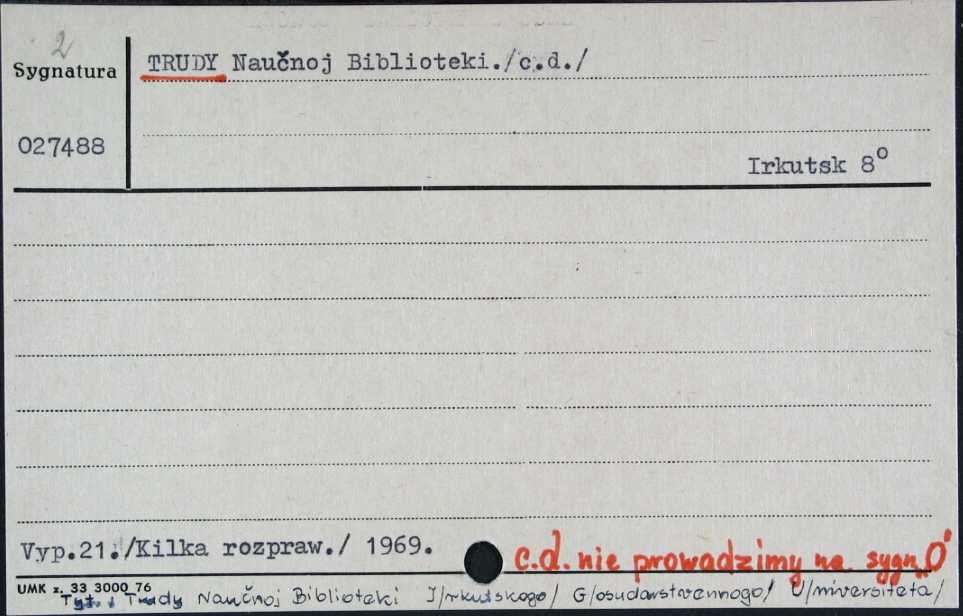 2
Sygnatura
TRUDY Naučnoj Biblioteki./c.d./
027488
Irkutsk 8°
Vyp.21./Kilka rozpraw./ 1969.
c.d. nie prowadzimy na sygn. "O"
UMK z. 33 3000 76
Tyt.: Trudy Naučnoj Biblioteki I/rkutskogo/ G/osudarstvennogo/ U/niversiteta/